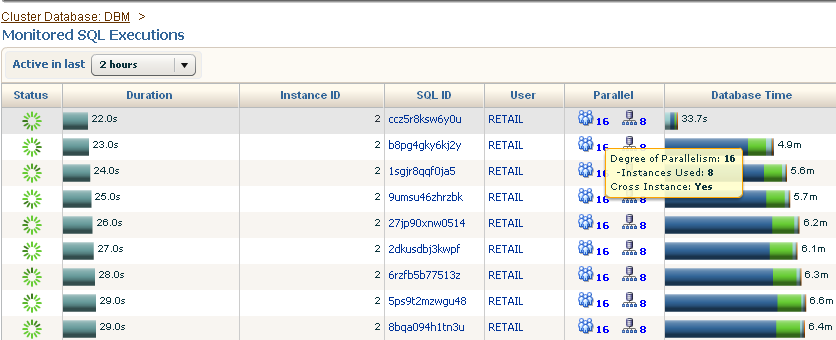 Cluster Database: DBM >
Monitored SQL Executions
Active in last 2 hours
Status Duration Instance ID SQL ID User Parallel Database Time
22.0s 2 ccz5r8ksw6y0u RETAIL 16 8 33.7s
23.0s 2 b8pg4gky6kj2y RETAIL 16 8 4.9m
Degree of Parallelism: 16
24.0s 2 1sgjr8qqf0ja5 RETAIL 5.6m
-Instances Used: 8
Cross Instance: Yes
25.0s 2 9umsu46zhrzbk RETAIL 16 8 5.7m
26.0s 2 27jp90xnw0514 RETAIL 16 8 6.2m
27.0s 2 2dkusdbj3kwpf RETAIL 16 8 6.1m
28.0s 2 6rzfb5b77513z RETAIL 16 8 6.3m
29.0s 2 5ps9t2mzwgu48 RETAIL 16 8 6.6m
29.0s 2 8bqa094h1tn3u RETAIL 16 8 6.4m